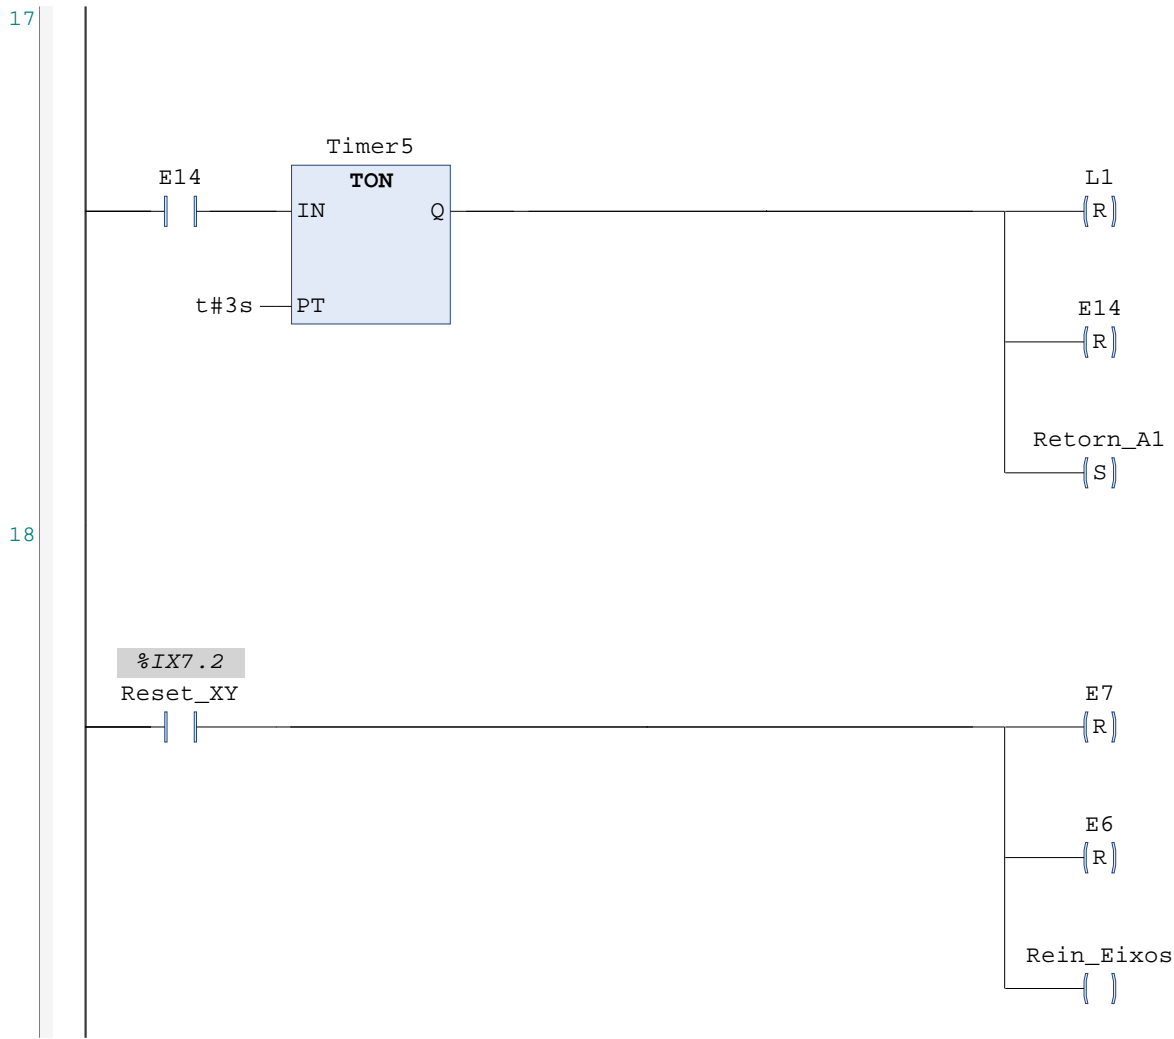 17
Timer5
E14
TON
L1
IN
Q
R
t#3s
PT
E14
R
Retorn_A1
S
18
%IX7.2
Reset_XY
E7
R
E6
R
Rein_Eixos